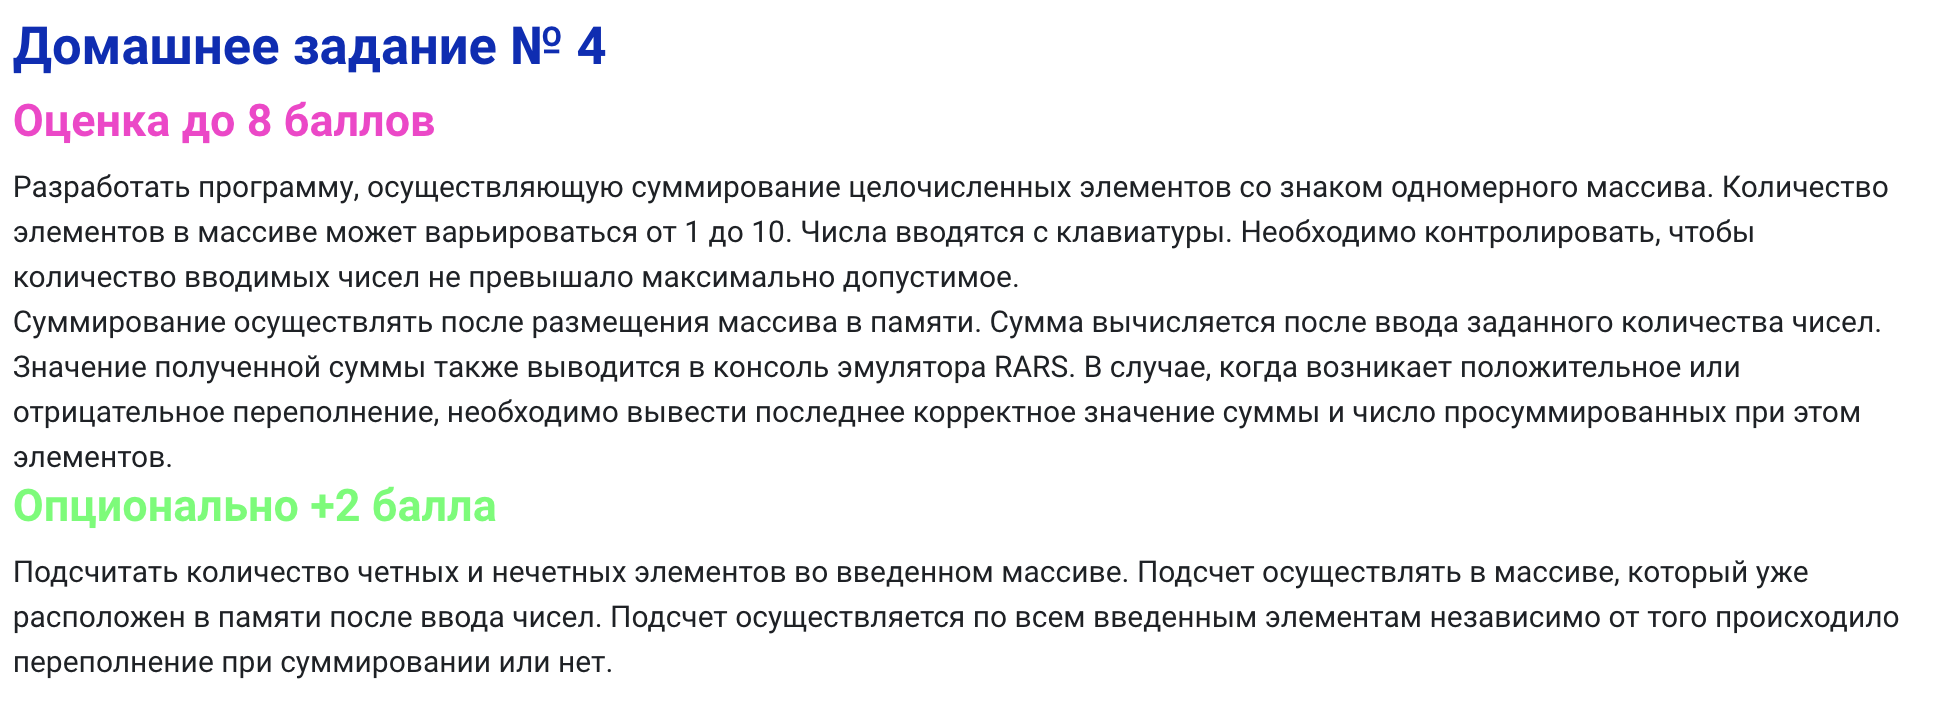 Домашнее задание № 4
Оценка до 8 баллов
Разработать программу, осуществляющую суммирование целочисленных элементов со знаком одномерного массива. Количество
элементов в массиве может варьироваться от 1 до 10. Числа вводятся с клавиатуры. Необходимо контролировать, чтобы
количество вводимых чисел не превышало максимально допустимое.
Суммирование осуществлять после размещения массива в памяти. Сумма вычисляется после ввода заданного количества чисел.
Значение полученной суммы также выводится в консоль эмулятора RARS. В случае, когда возникает положительное или
отрицательное переполнение, необходимо вывести последнее корректное значение суммы и число просуммированных при этом
элементов.
Опционально +2 балла
Подсчитать количество четных и нечетных элементов во введенном массиве. Подсчет осуществлять в массиве, который уже
расположен в памяти после ввода чисел. Подсчет осуществляется по всем введенным элементам независимо от того происходило
переполнение при суммировании или нет.